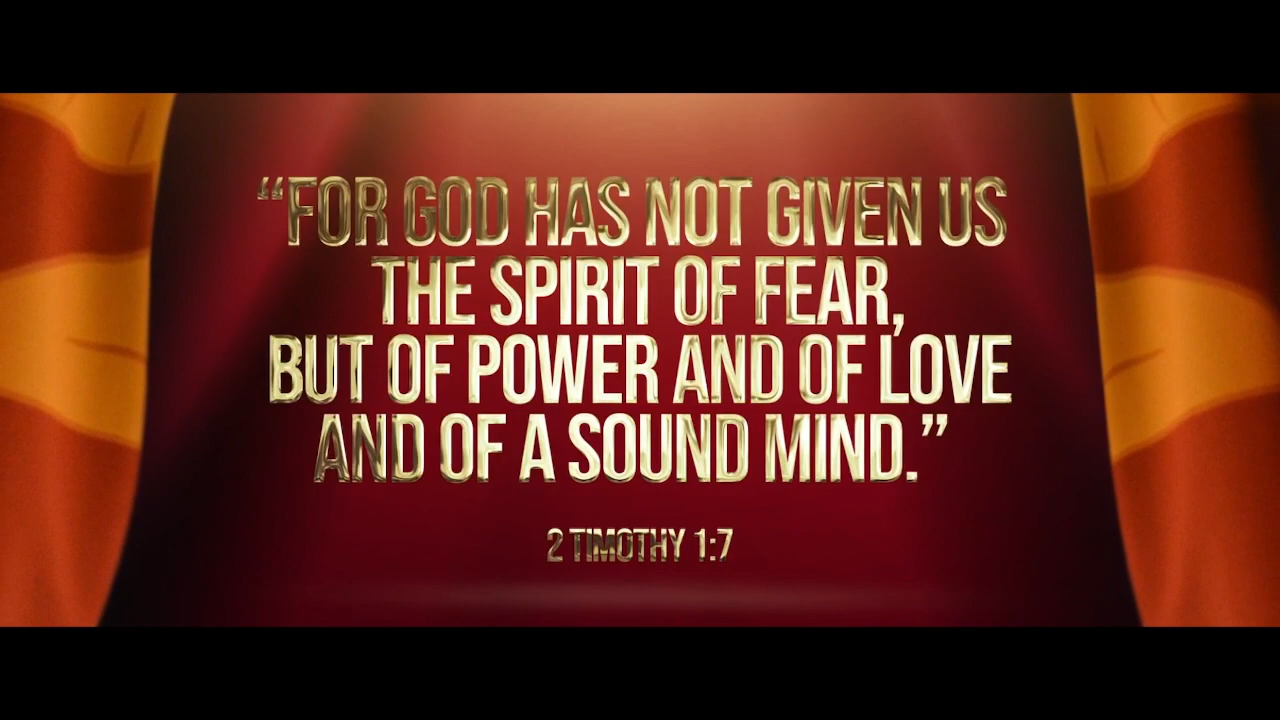 “FOR GOD HAS NOT GIVEN US
THE SPIRIT OF FEAR,
BUT OF POWER AND OF LOVE
AND OF A SOUND MIND.”
2 TIMOTHY 1:7